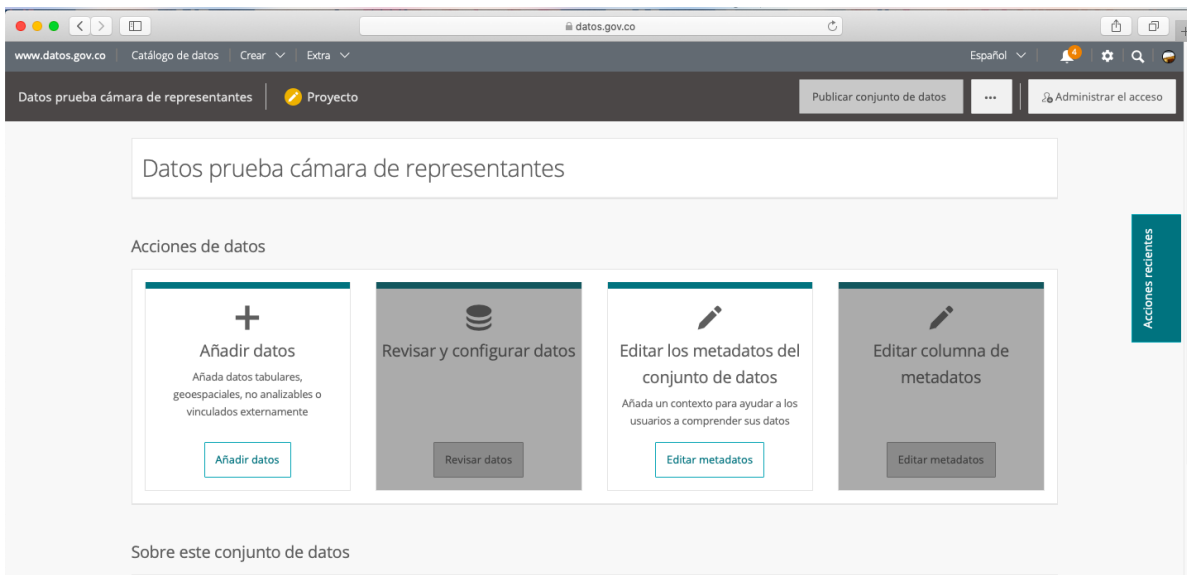 datos.gov.co
www.datos.gov.co Catálogo de datos Crear Extra Español 4
Datos prueba cámara de representantes Proyecto Publicar conjunto de datos ... Administrar el acceso
Datos prueba cámara de representantes
Acciones de datos
Acciones recientes
Añadir datos
Añada datos tabulares,
geoespaciales, no analizables o
vinculados externamente
Añadir datos
Revisar y configurar datos
Revisar datos
Editar los metadatos del
conjunto de datos
Añada un contexto para ayudar a los
usuarios a comprender sus datos
Editar metadatos
Editar columna de
metadatos
Editar metadatos
Sobre este conjunto de datos